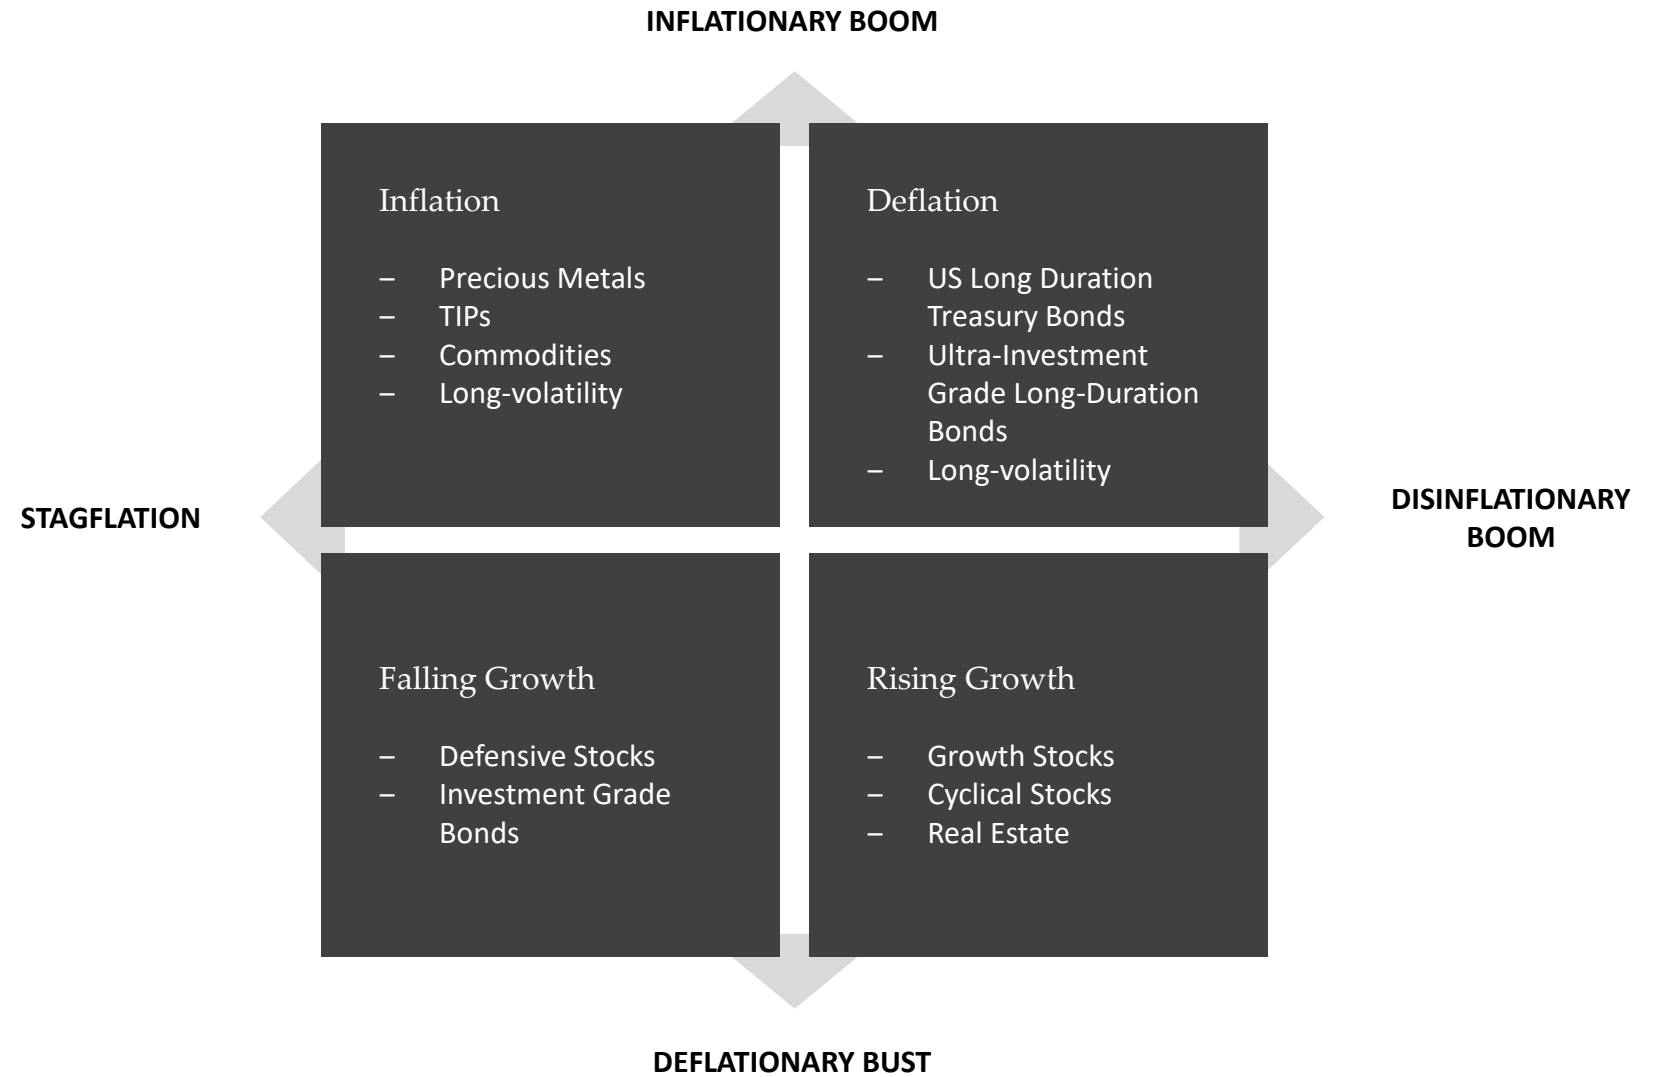 INFLATIONARY BOOM
Inflation
– Precious Metals
– TIPs
– Commodities
– Long-volatility
Deflation
– US Long Duration
Treasury Bonds
– Ultra-Investment
Grade Long-Duration
Bonds
– Long-volatility
STAGFLATION
DISINFLATIONARY
BOOM
Falling Growth
– Defensive Stocks
– Investment Grade
Bonds
Rising Growth
– Growth Stocks
– Cyclical Stocks
– Real Estate
DEFLATIONARY BUST